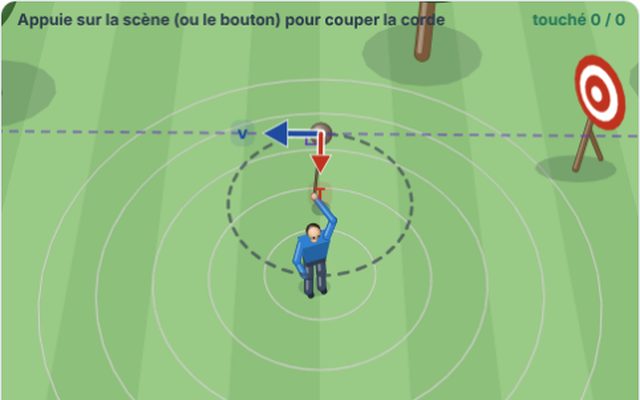 Appuie sur la scène (ou le bouton) pour couper la corde
touché 0 / 0
v
T